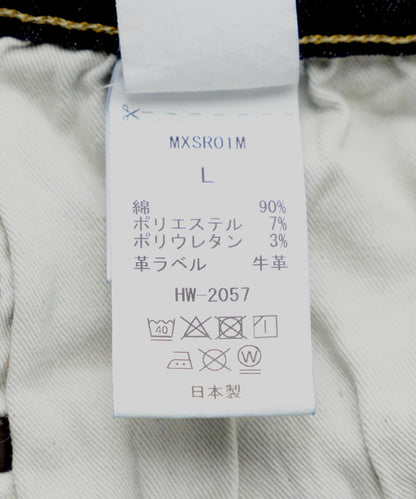 MXSR01M
L
綿 90%
ポリエステル 7%
ポリウレタン 3%
革ラベル 牛革
HW-2057
40
W
日本製